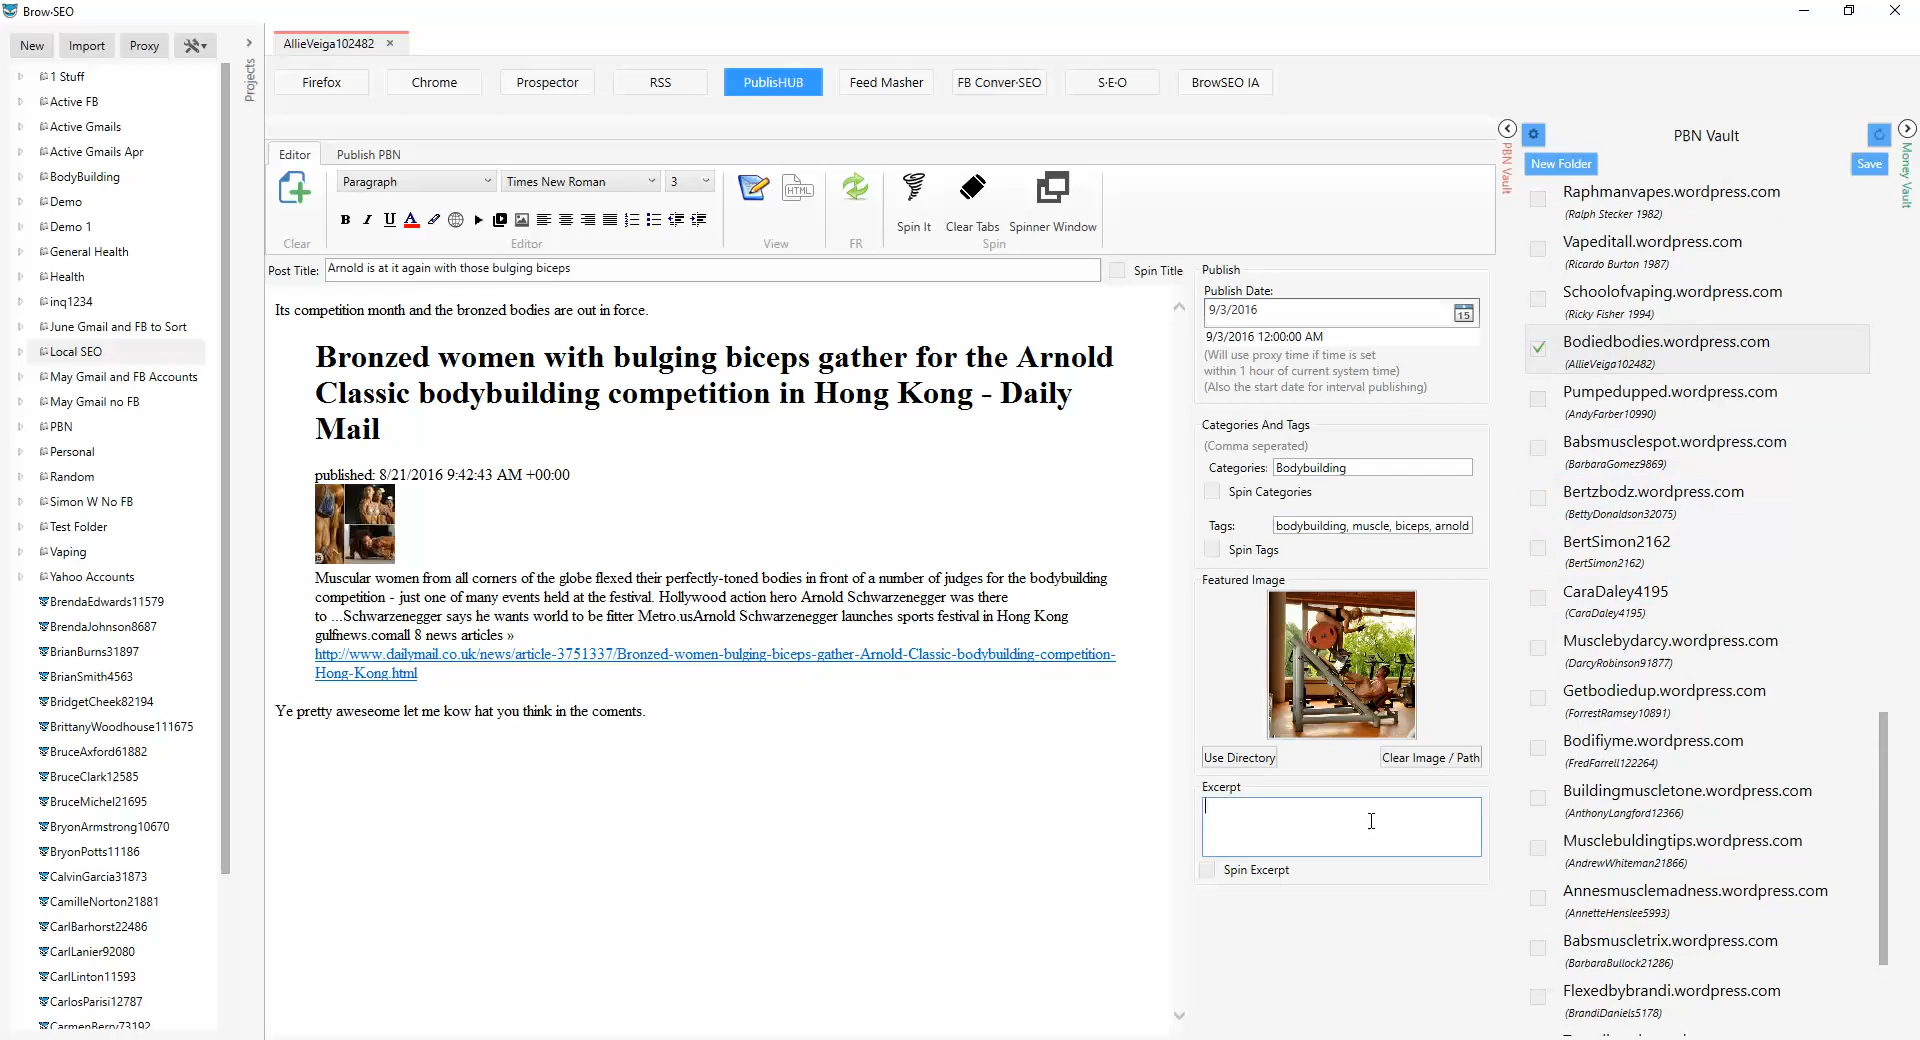 Brow·SEO
New
Import
Proxy
1 Stuff
Active FB
Active Gmails
Active Gmails Apr
BodyBuilding
Demo
Demo 1
General Health
Health
inq1234
June Gmail and FB to Sort
Local SEO
May Gmail and FB Accounts
May Gmail no FB
PBN
Personal
Random
Simon W No FB
Test Folder
Vaping
Yahoo Accounts
BrendaEdwards11579
BrendaJohnson8687
BrianBurns31897
BrianSmith4563
BridgetCheek82194
BrittanyWoodhouse111675
BruceAxford61882
BruceClark12585
BruceMichel21695
BryonArmstrong10670
BryonPotts11186
CalvinGarcia31873
CamilleNorton21881
CarlBarhorst22486
CarlLanier92080
CarlLinton11593
CarlosParisi12787
CarmenBerry73192
Projects
AllieVeiga102482
Firefox
Chrome
Prospector
RSS
PublisHUB
Feed Masher
FB Conver·SEO
S·E·O
BrowSEO IA
Editor
Publish PBN
Paragraph
Times New Roman
3
HTML
B I U A
Spin It
Clear Tabs
Spinner Window
Clear
Editor
View
FR
Spin
Post Title:
Arnold is at it again with those bulging biceps
Spin Title
Its competition month and the bronzed bodies are out in force.
Bronzed women with bulging biceps gather for the Arnold
Classic bodybuilding competition in Hong Kong - Daily
Mail
published: 8/21/2016 9:42:43 AM +00:00
Muscular women from all corners of the globe flexed their perfectly-toned bodies in front of a number of judges for the bodybuilding
competition - just one of many events held at the festival. Hollywood action hero Arnold Schwarzenegger was there
to ...Schwarzenegger says he wants world to be fitter Metro.usArnold Schwarzenegger launches sports festival in Hong Kong
gulfnews.comall 8 news articles »
http://www.dailymail.co.uk/news/article-3751337/Bronzed-women-bulging-biceps-gather-Arnold-Classic-bodybuilding-competition-
Hong-Kong.html
Ye pretty aweseome let me kow hat you think in the coments.
Publish
Publish Date:
9/3/2016
15
9/3/2016 12:00:00 AM
(Will use proxy time if time is set
within 1 hour of current system time)
(Also the start date for interval publishing)
Categories And Tags
(Comma seperated)
Categories:
Bodybuilding
Spin Categories
Tags:
bodybuilding, muscle, biceps, arnold
Spin Tags
Featured Image
Use Directory
Clear Image / Path
Excerpt
Spin Excerpt
PBN Vault
PBN Vault
New Folder
Save
Raphmanvapes.wordpress.com
(Ralph Stecker 1982)
Vapeditall.wordpress.com
(Ricardo Burton 1987)
Schoolofvaping.wordpress.com
(Ricky Fisher 1994)
Bodiedbodies.wordpress.com
(AllieVeiga102482)
Pumpedupped.wordpress.com
(AndyFarber10990)
Babsmusclespot.wordpress.com
(BarbaraGomez9869)
Bertzbodz.wordpress.com
(BettyDonaldson32075)
BertSimon2162
(BertSimon2162)
CaraDaley4195
(CaraDaley4195)
Musclebydarcy.wordpress.com
(DarcyRobinson91877)
Getbodiedup.wordpress.com
(ForrestRamsey10891)
Bodifiyme.wordpress.com
(FredFarrell122264)
Buildingmuscletone.wordpress.com
(AnthonyLangford12366)
Musclebuldingtips.wordpress.com
(AndrewWhiteman21866)
Annesmusclemadness.wordpress.com
(AnnetteHenslee5993)
Babsmuscletrix.wordpress.com
(BarbaraBullock21286)
Flexedbybrandi.wordpress.com
(BrandiDaniels5178)
Money Vault